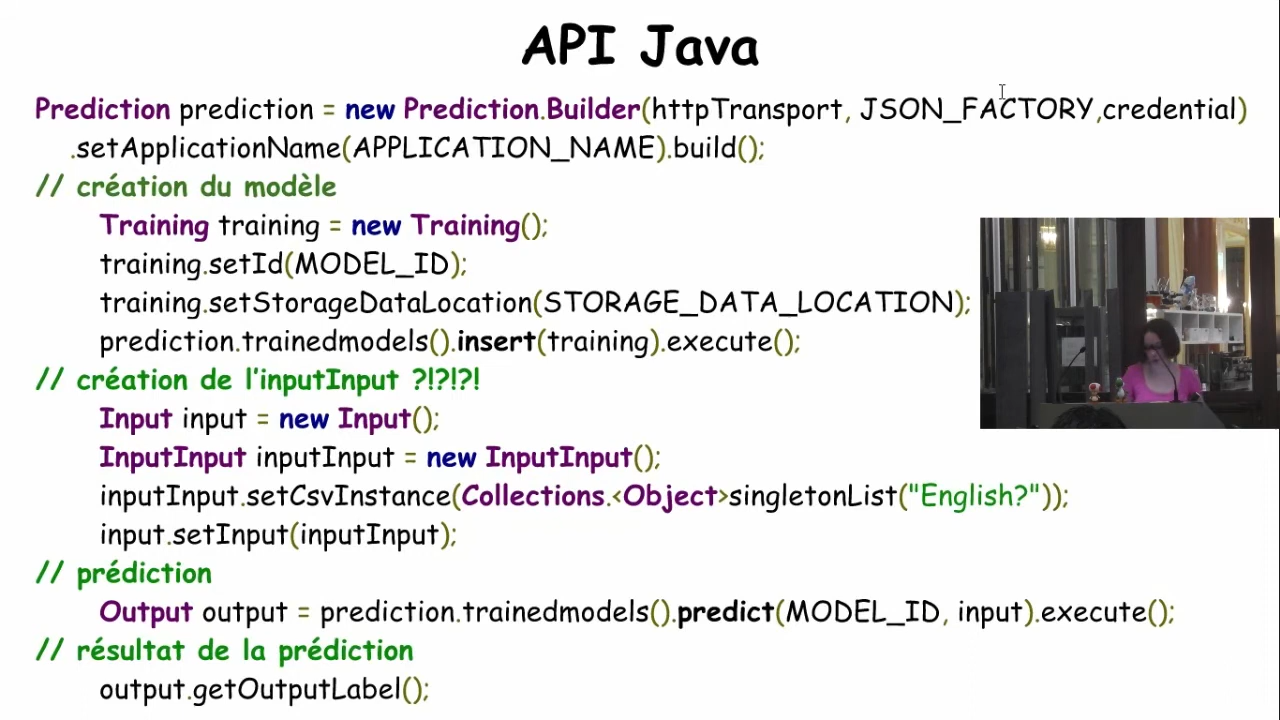 API Java
Prediction prediction = new Prediction.Builder(httpTransport, JSON_FACTORY,credential)
.setApplicationName(APPLICATION_NAME).build();
// création du modèle
Training training = new Training();
training.setId(MODEL_ID);
training.setStorageDataLocation(STORAGE_DATA_LOCATION);
prediction.trainedmodels().insert(training).execute();
// création de l'inputInput ?!?!?!
Input input = new Input();
InputInput inputInput = new InputInput();
inputInput.setCsvInstance(Collections.<Object>singletonList("English?"));
input.setInput(inputInput);
// prédiction
Output output = prediction.trainedmodels().predict(MODEL_ID, input).execute();
// résultat de la prédiction
output.getOutputLabel();